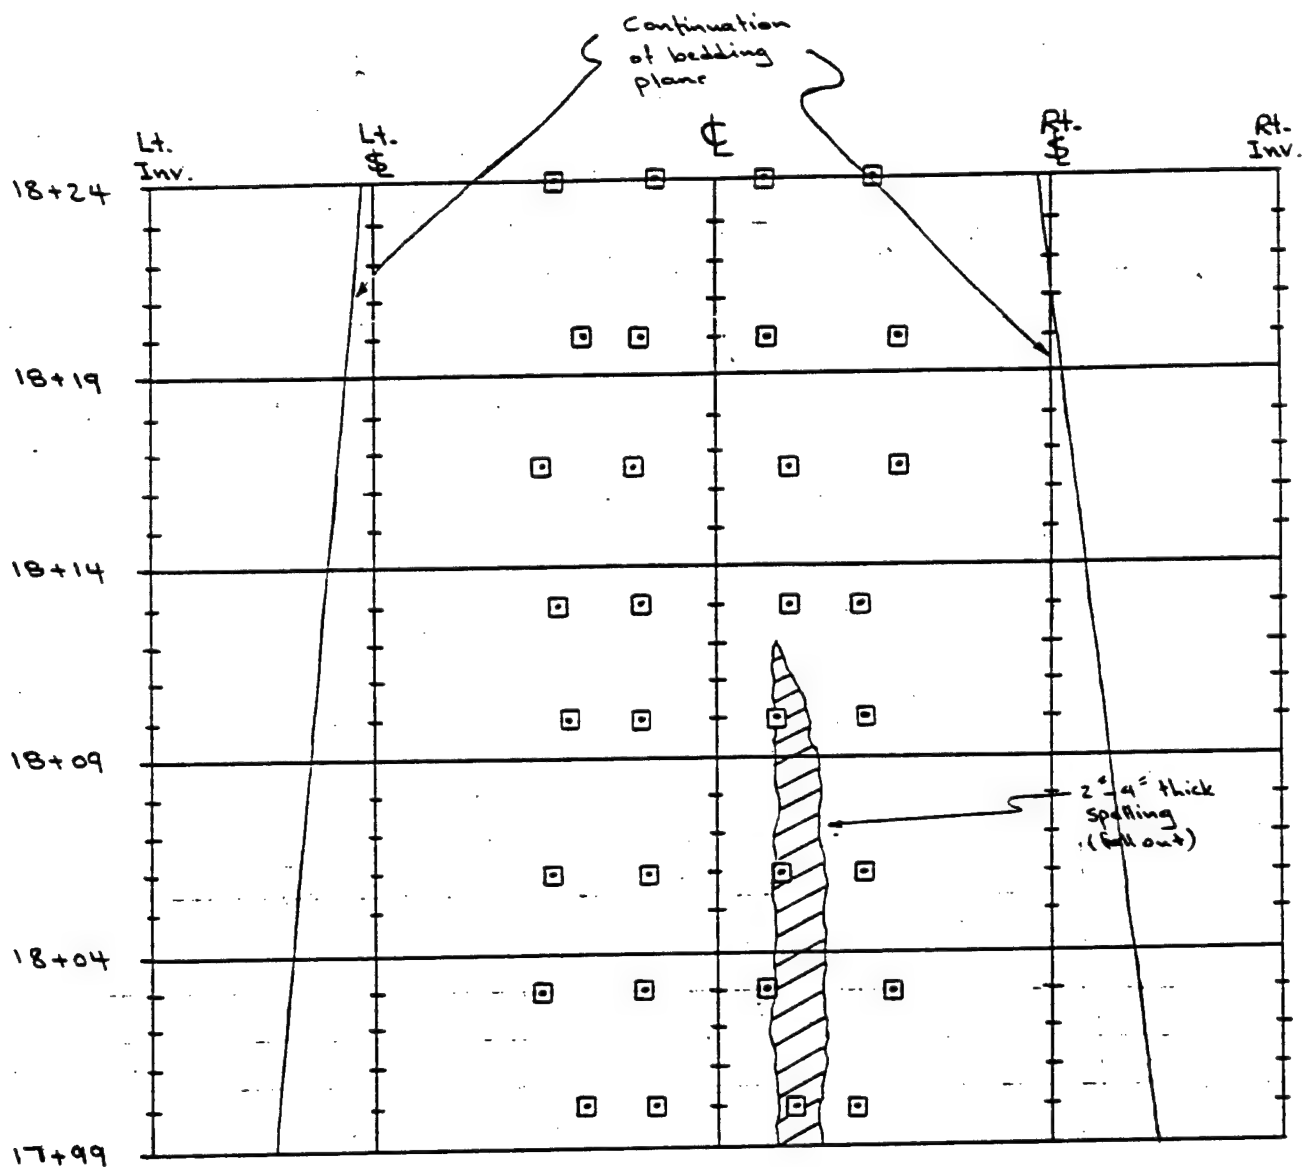 Continuation
of bedding
plane
Lt.
Inv.
Lt.
S̵L
℄
Rt.
S̵L
Rt.
Inv.
18+24
18+19
18+14
18+09
2"-4" thick
spalling
(fall out)
18+04
17+99